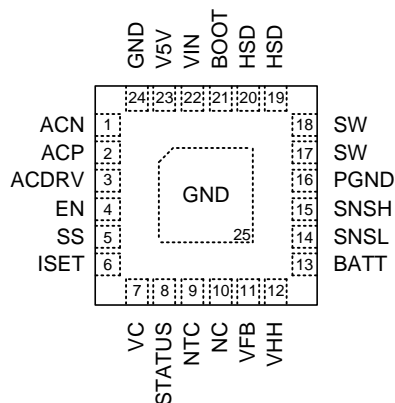 GND V5V VIN BOOT HSD HSD
24 23 22 21 20 19
ACN 1 18 SW
ACP 2 17 SW
ACDRV 3 GND 16 PGND
EN 4 15 SNSH
SS 5 25 14 SNSL
ISET 6 13 BATT
7 8 9 10 11 12
VC STATUS NTC NC VFB VHH